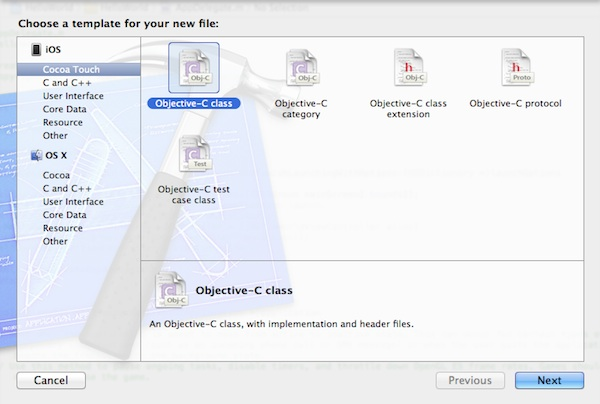 Choose a template for your new file:
iOS
Cocoa Touch
C and C++
User Interface
Core Data
Resource
Other
OS X
Cocoa
C and C++
User Interface
Core Data
Resource
Other
C
Obj-C
Objective-C class
C
Obj-C
Objective-C
category
h
Obj-C
Objective-C class
extension
h
Proto
Objective-C protocol
C
Test
Objective-C test
case class
C
Obj-C
Objective-C class
An Objective-C class, with implementation and header files.
Cancel
Previous
Next